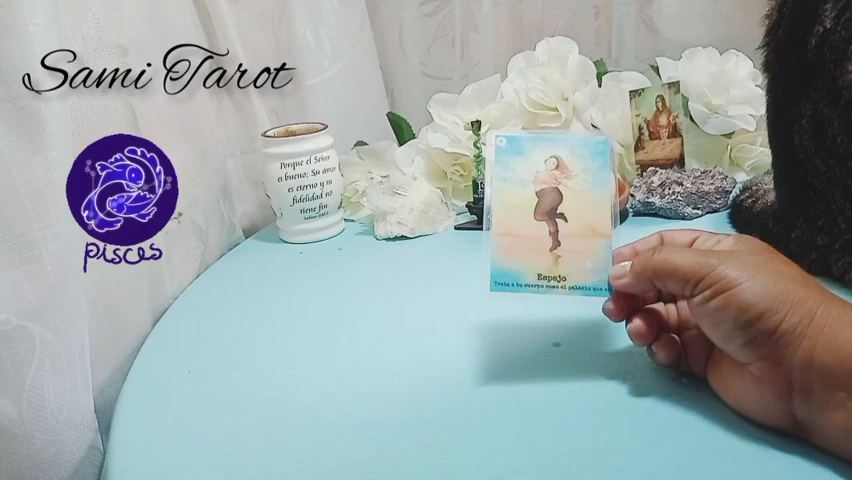 Sami Tarot
piscis
Porque el Señor
es bueno; Su amor
es eterno y su
fidelidad no
tiene fin
Espejo
Trata a tu cuerpo como el palacio que